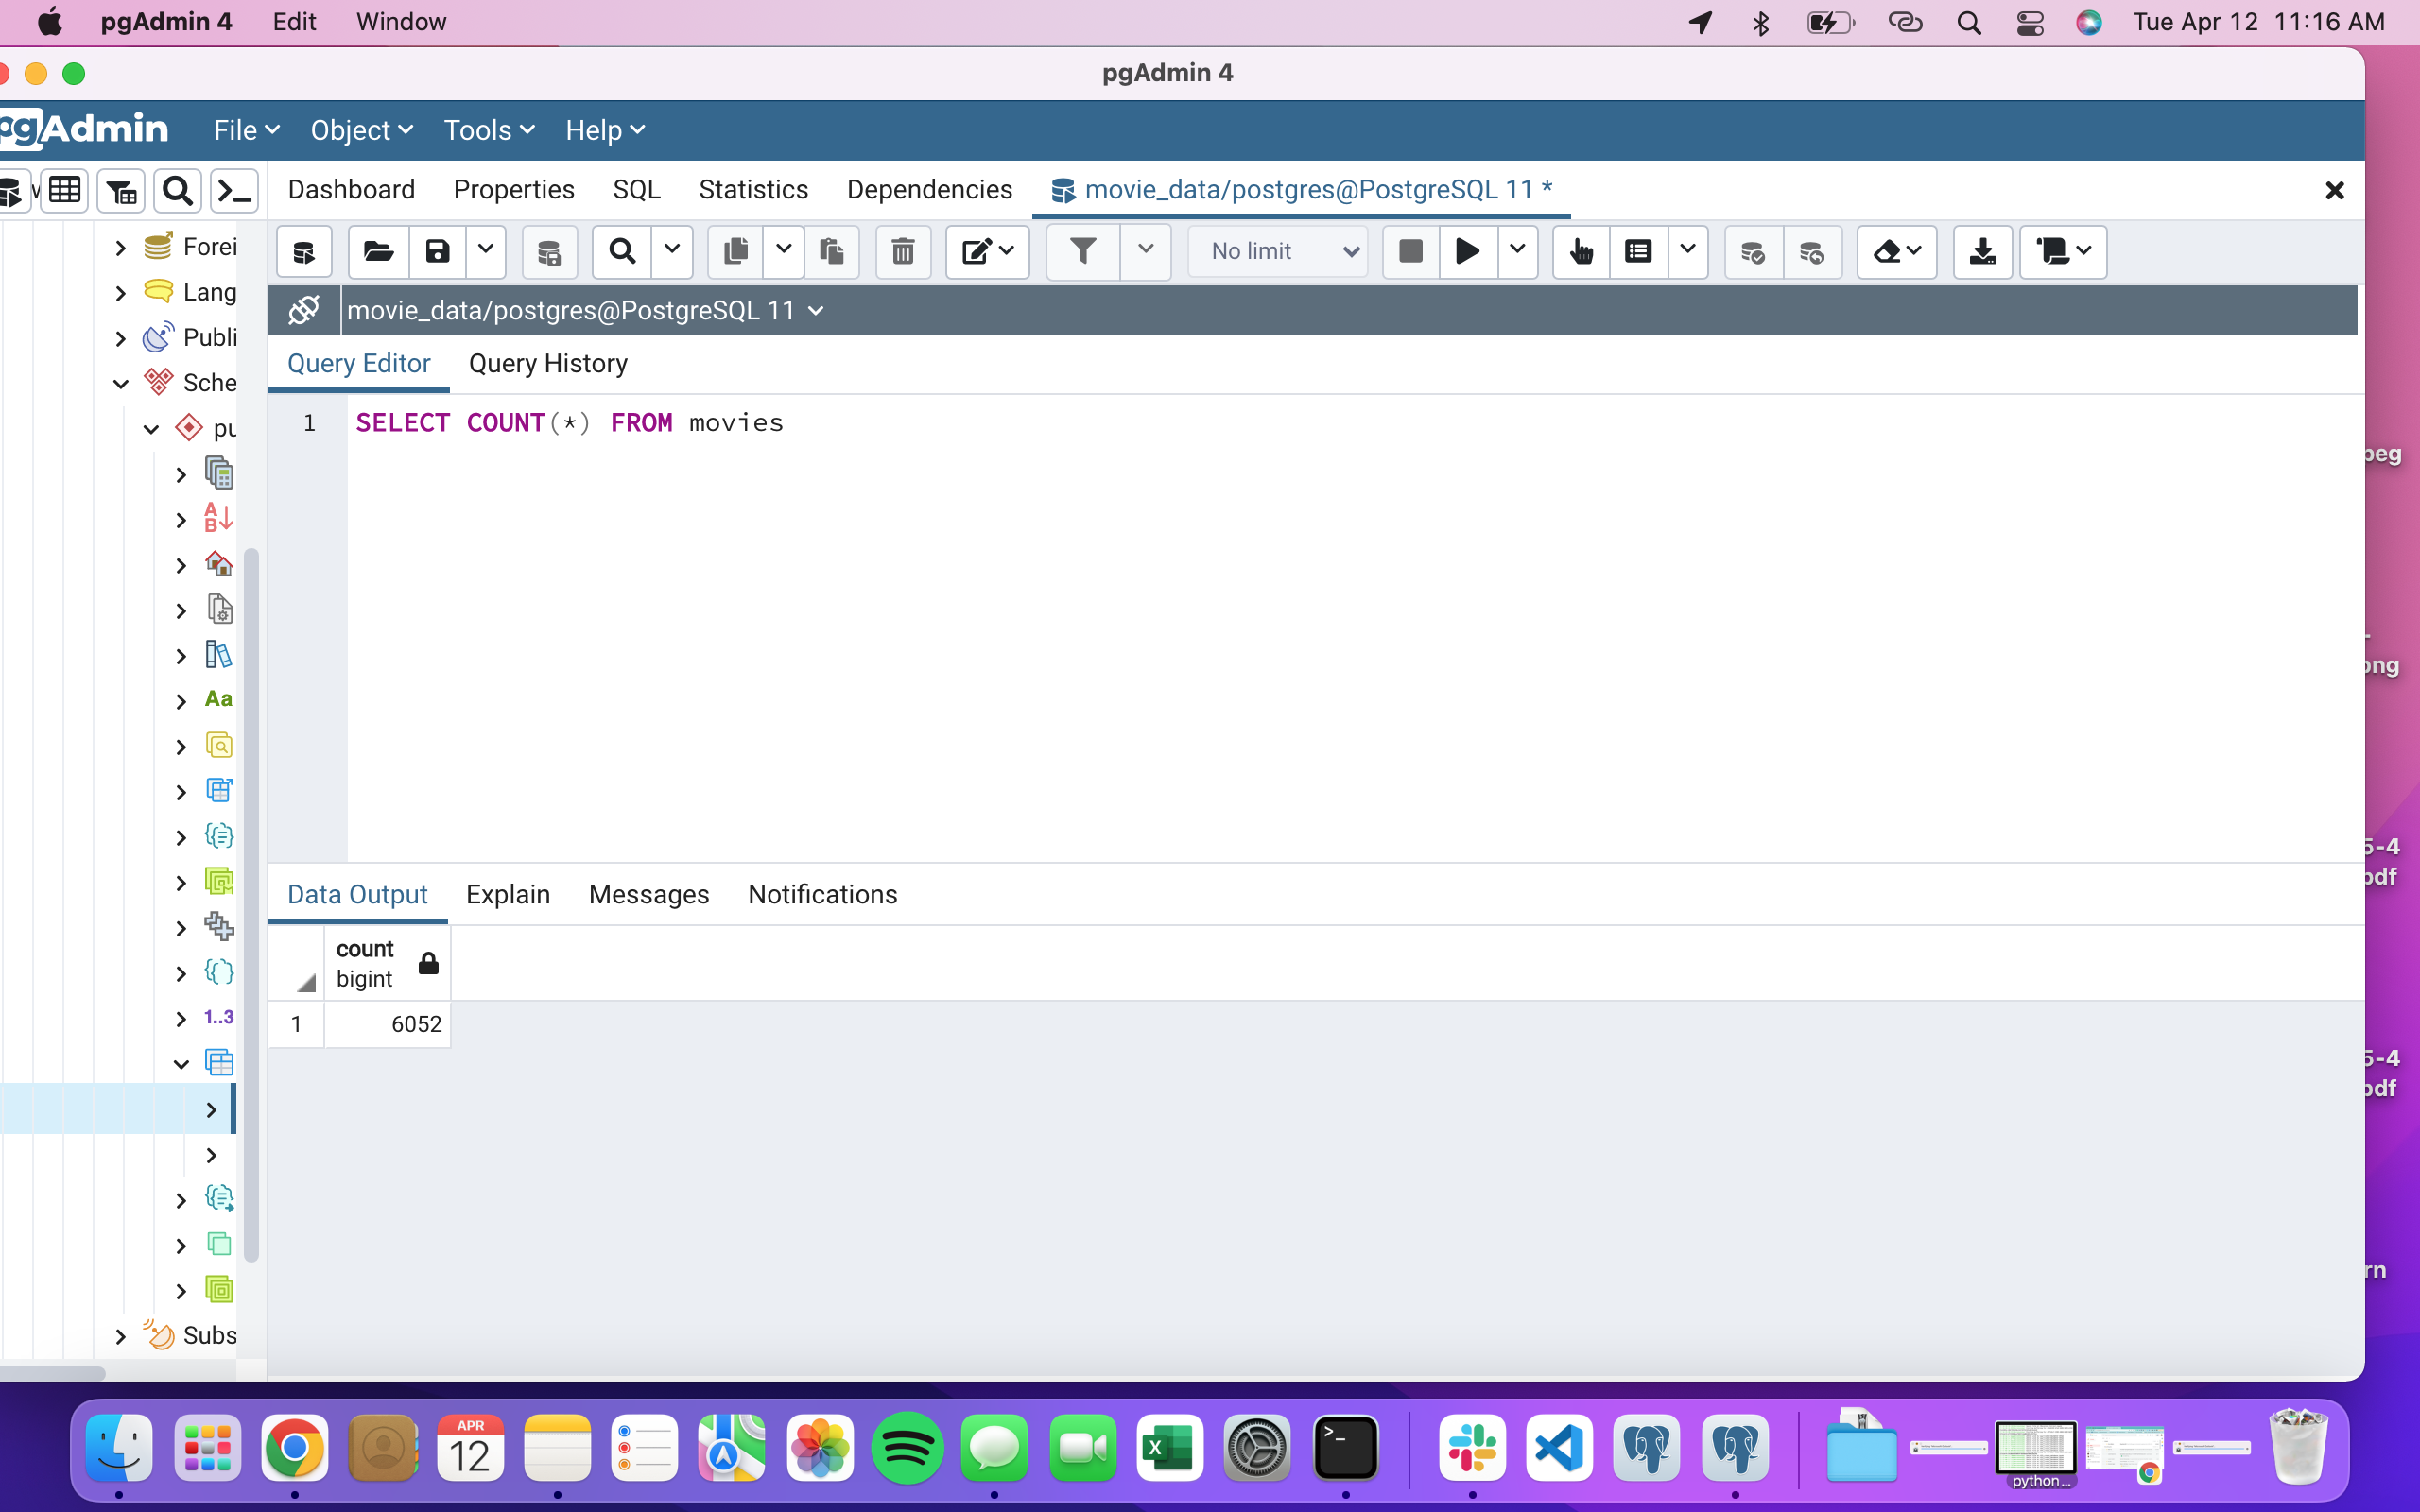 pgAdmin 4 Edit Window Tue Apr 12 11:16 AM
pgAdmin 4
pgAdmin File Object Tools Help
Dashboard Properties SQL Statistics Dependencies movie_data/postgres@PostgreSQL 11 *
No limit
movie_data/postgres@PostgreSQL 11
Query Editor Query History
1 SELECT COUNT(*) FROM movies
Forei
Lang
Publi
Sche
pu
A
B
Aa
1..3
Subs
Data Output Explain Messages Notifications
count
bigint
1 6052
peg
png
5-4
pdf
5-4
pdf
rn
APR
12
X
>_
python...